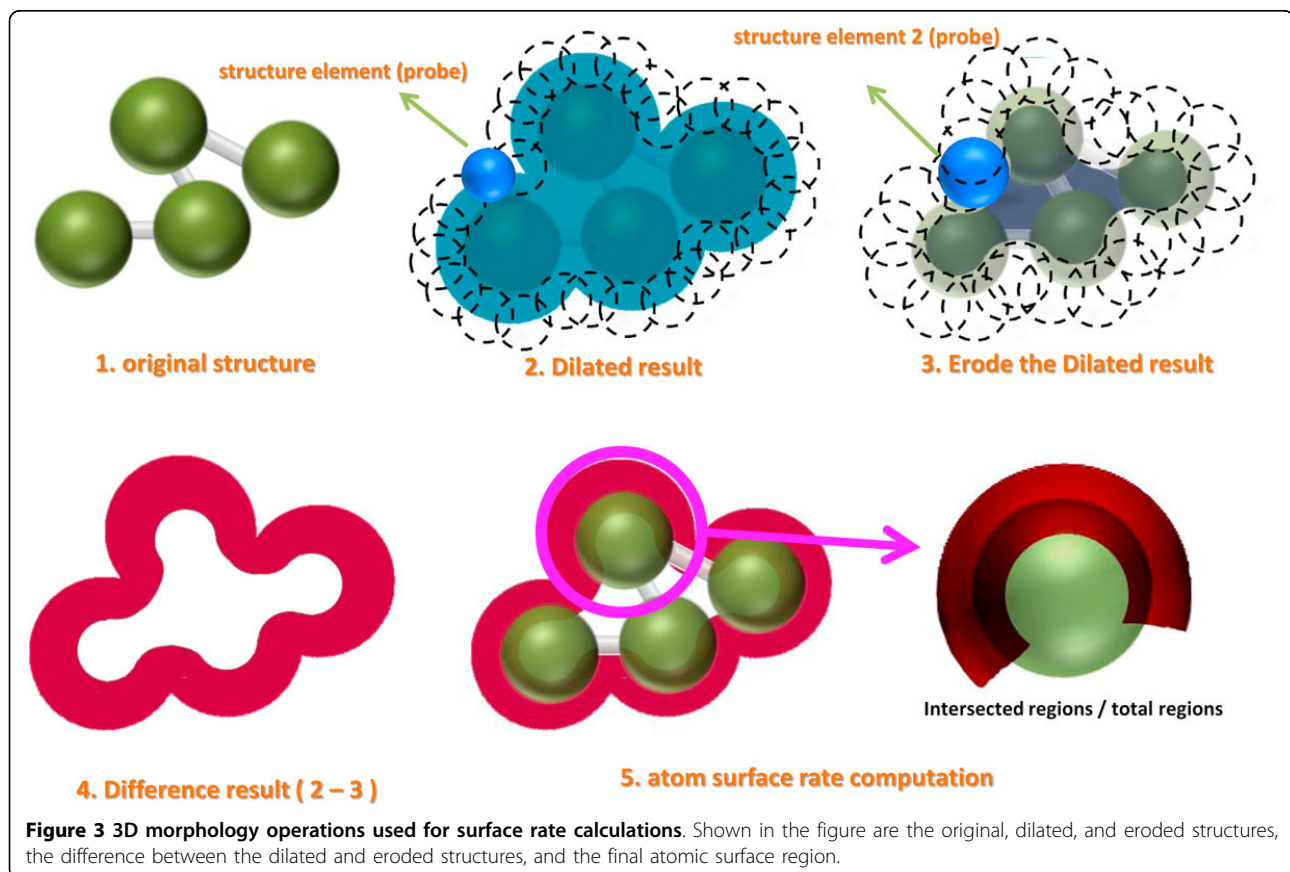 structure element (probe)
structure element 2 (probe)
1. original structure
2. Dilated result
3. Erode the Dilated result
Intersected regions / total regions
4. Difference result ( 2 – 3 )
5. atom surface rate computation
Figure 3 3D morphology operations used for surface rate calculations. Shown in the figure are the original, dilated, and eroded structures,
the difference between the dilated and eroded structures, and the final atomic surface region.